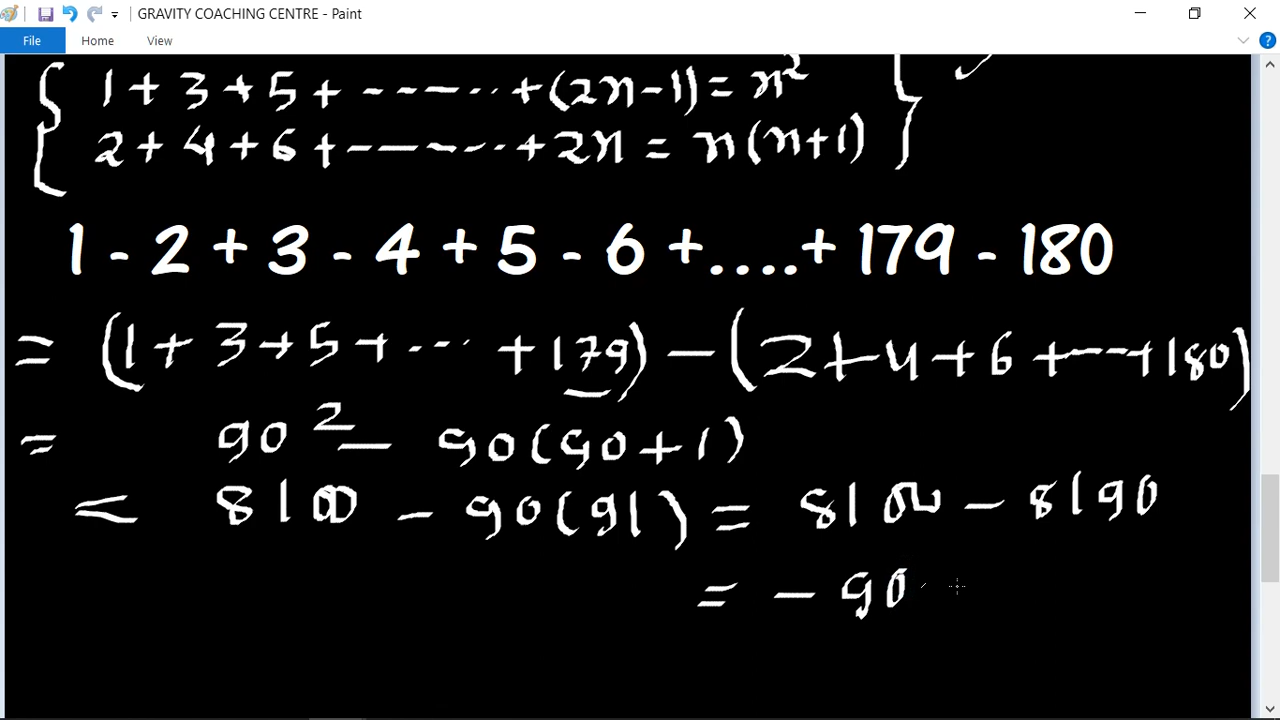 GRAVITY COACHING CENTRE - Paint
File Home View
1 + 3 + 5 + ------·· + (2n-1) = n²
2 + 4 + 6 + ------·· + 2n = n(n+1)
1 - 2 + 3 - 4 + 5 - 6 +....+ 179 - 180
= (1 + 3 + 5 + ··· + 179) - (2 + 4 + 6 + ··· + 180)
= 90² - 90(90+1)
= 8100 - 90(91) = 8100 - 8190
= - 90